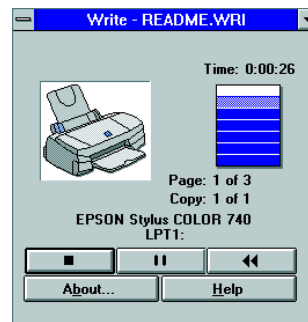 Write - README.WRI
Time: 0:00:26
Page: 1 of 3
Copy: 1 of 1
EPSON Stylus COLOR 740
LPT1:
About... Help